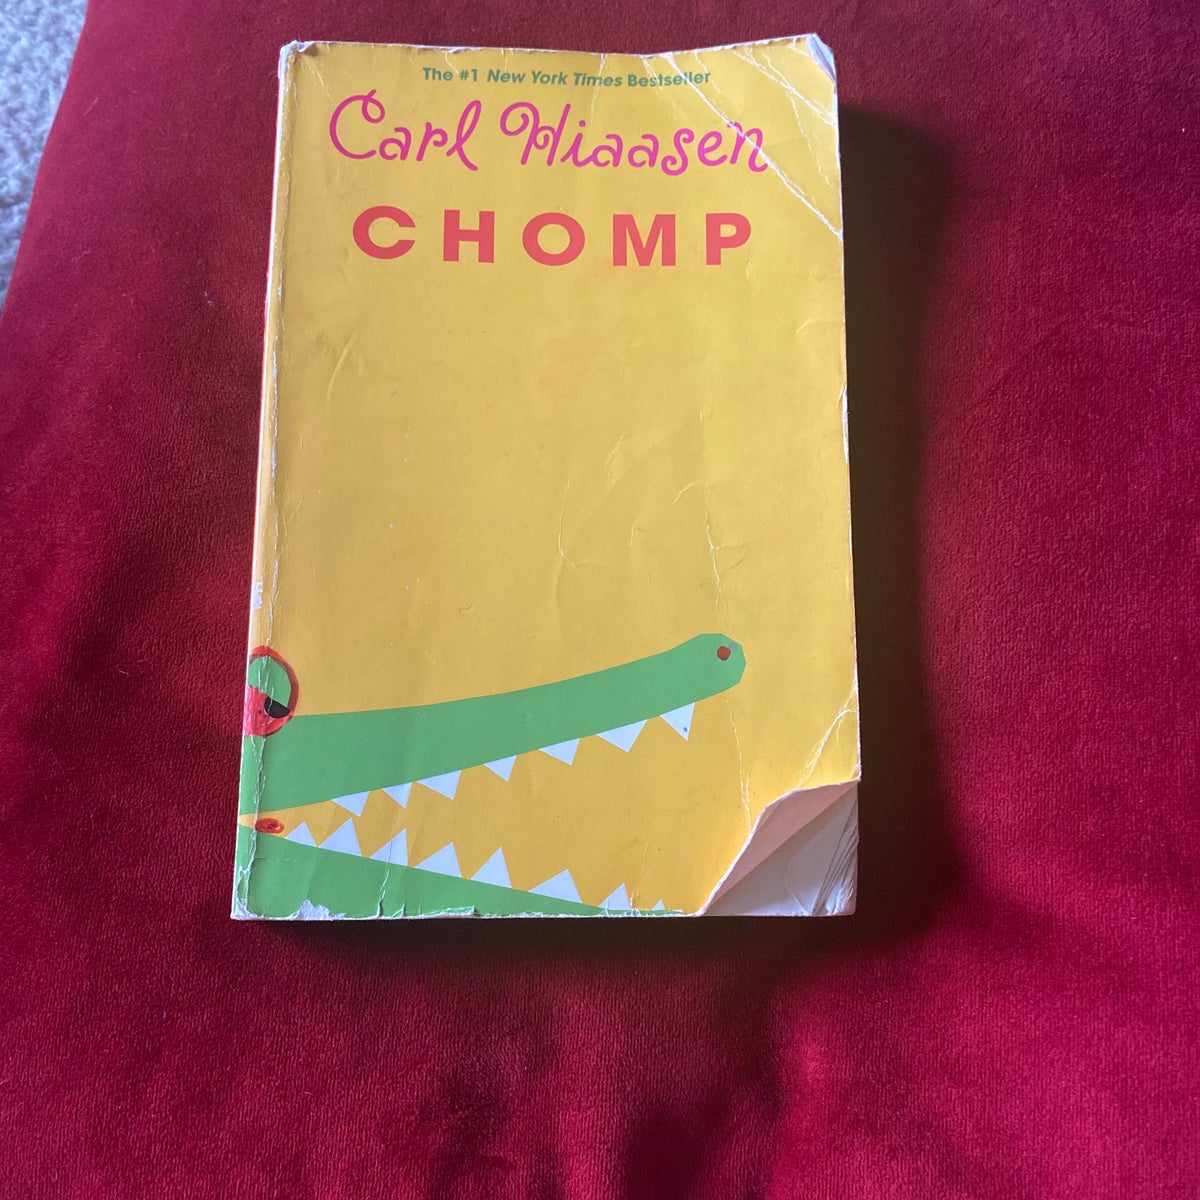 The #1 New York Times Bestseller
Carl Hiaasen
CHOMP